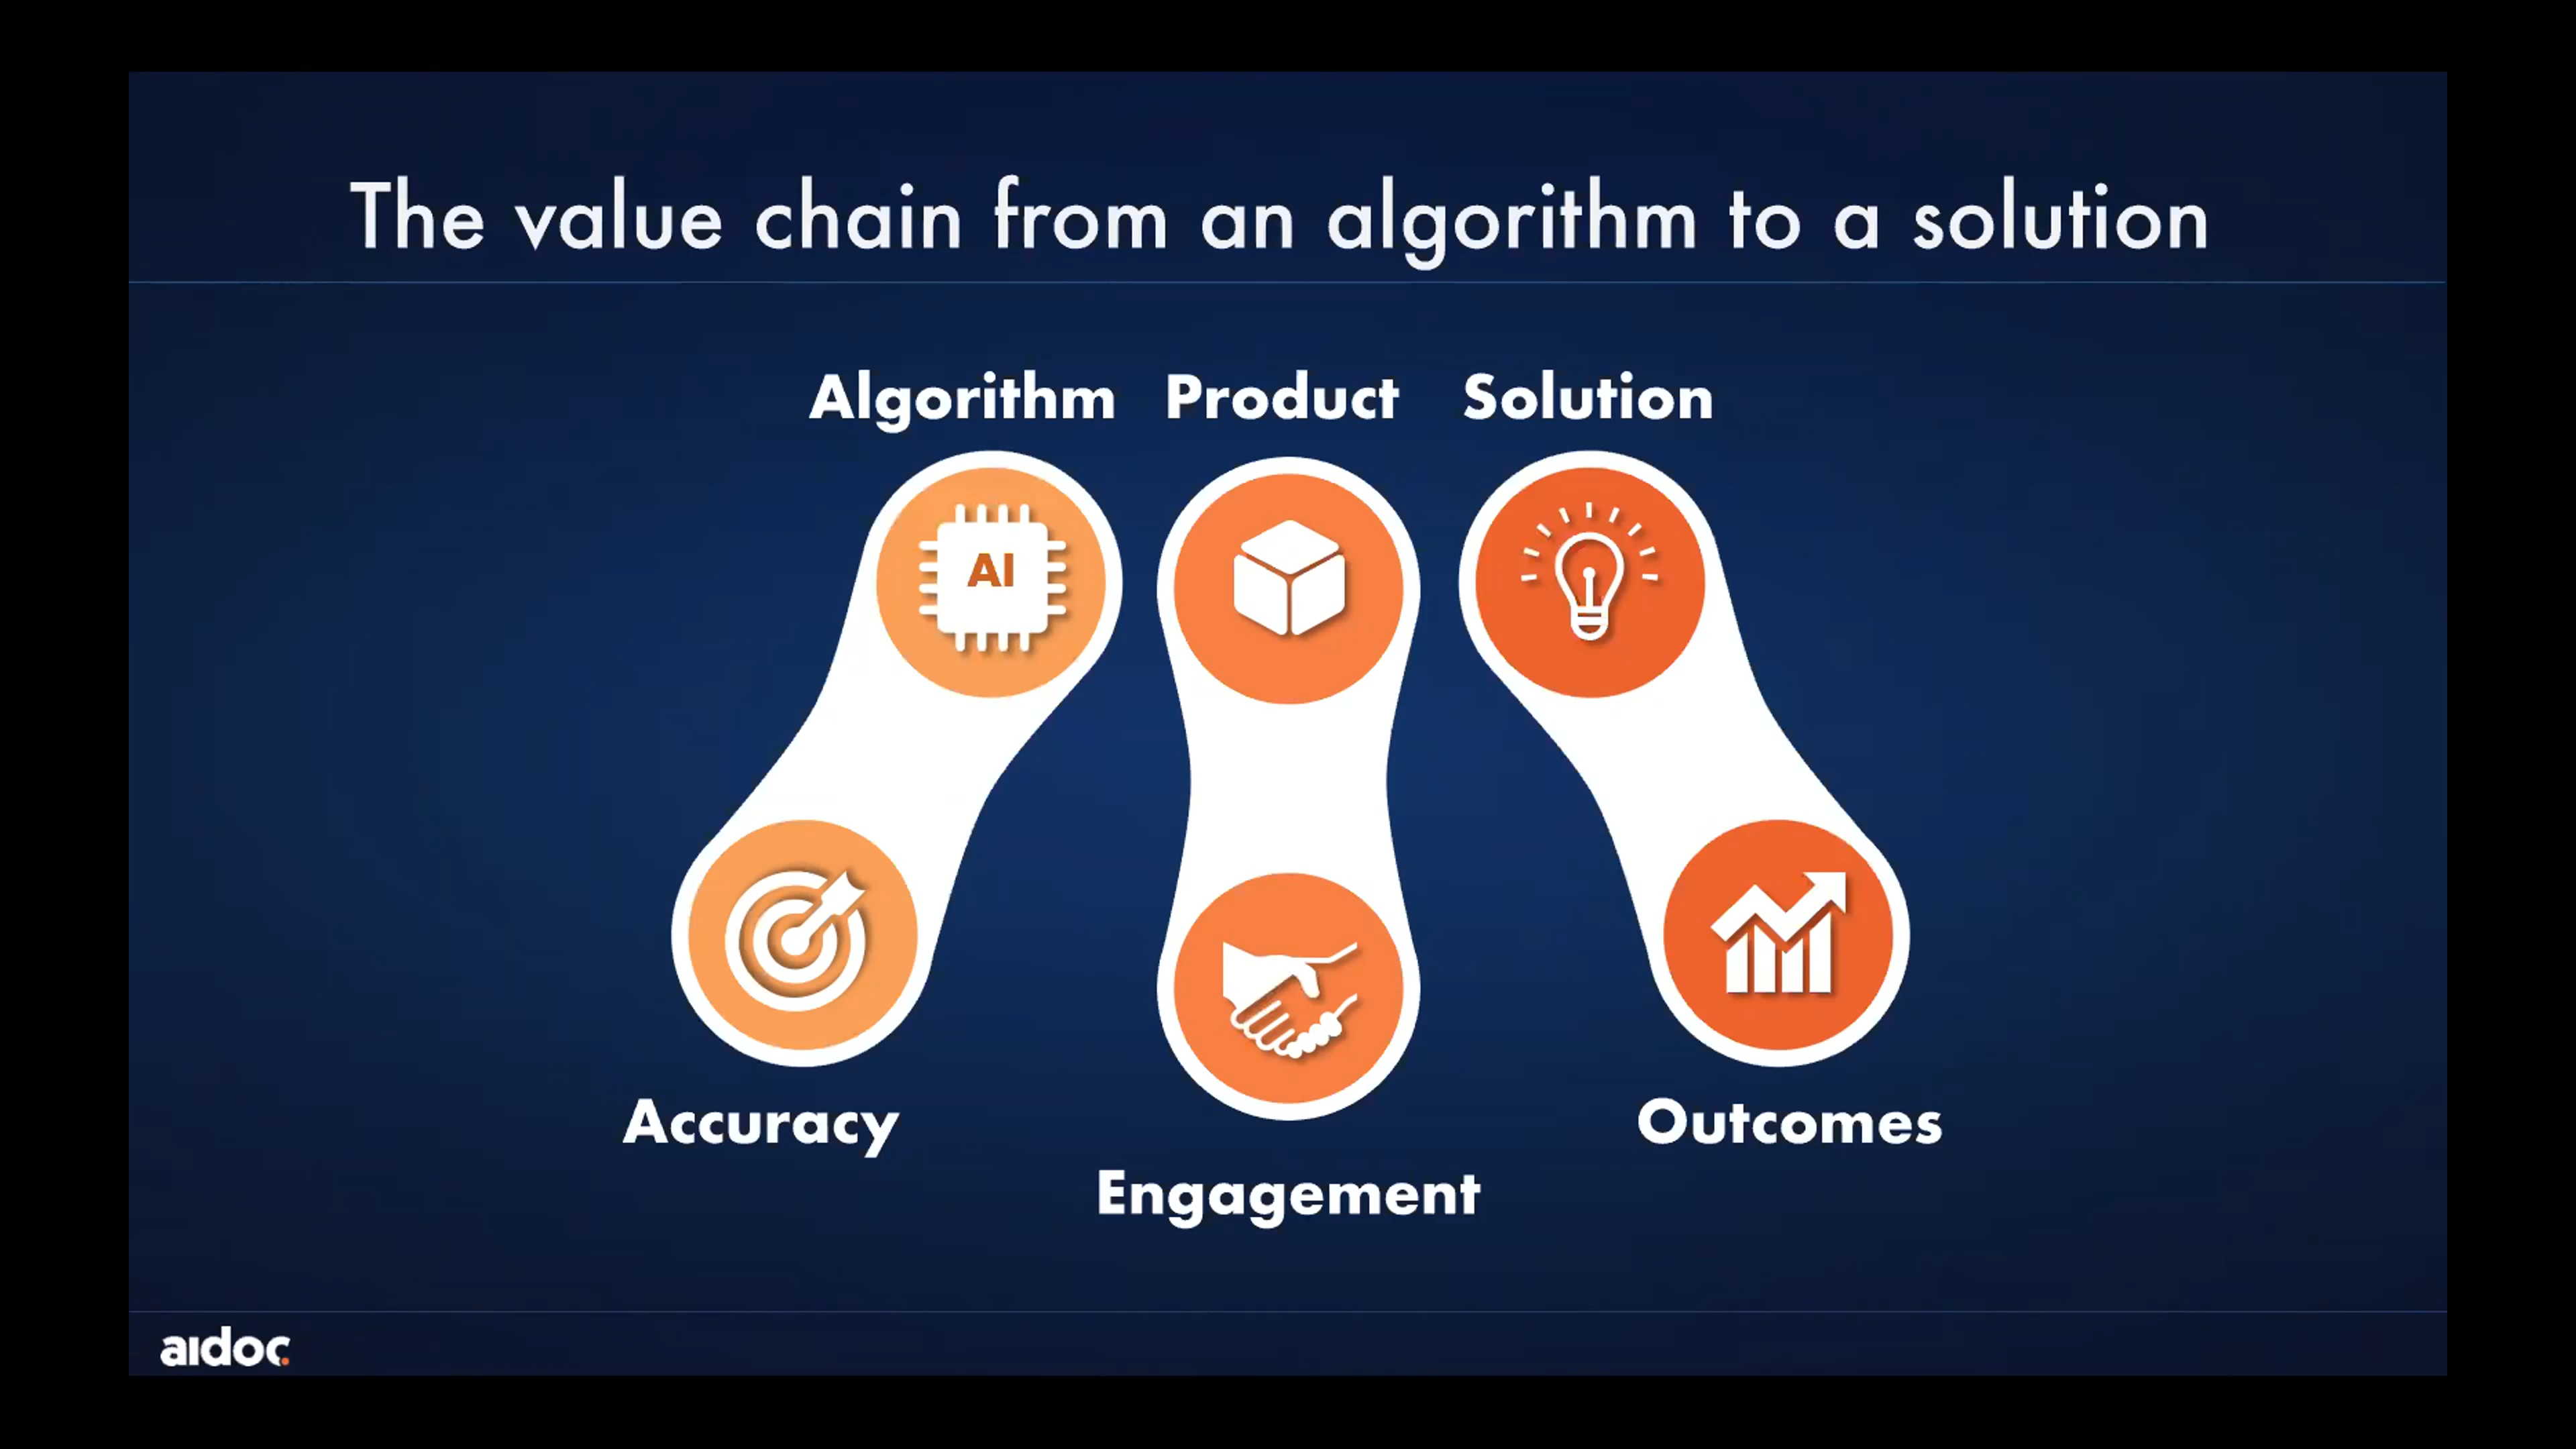 The value chain from an algorithm to a solution
Algorithm Product Solution
AI
Accuracy
Outcomes
Engagement
aidoc.